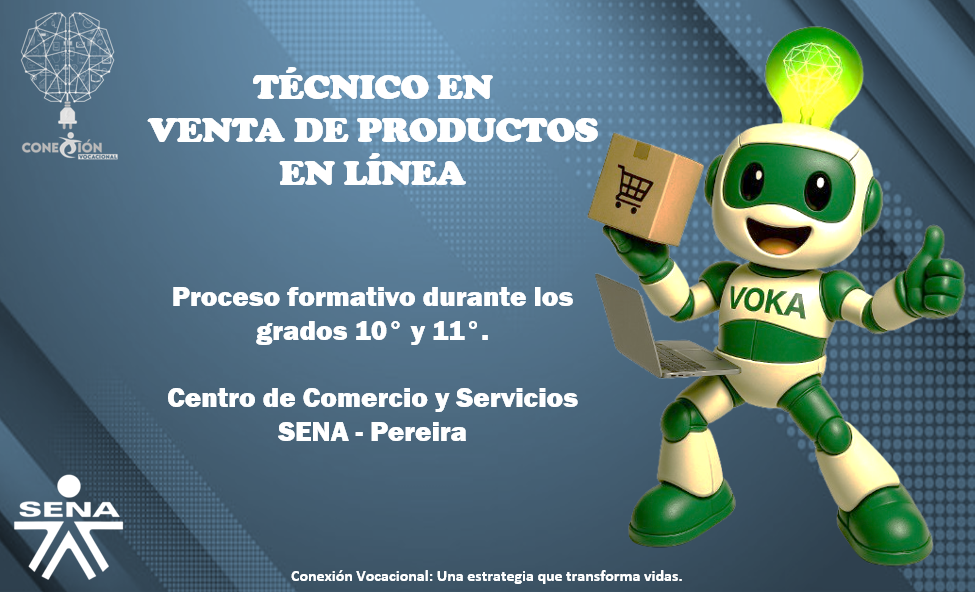 CONEXIÓN
VOCACIONAL
TÉCNICO EN
VENTA DE PRODUCTOS
EN LÍNEA
Proceso formativo durante los
grados 10° y 11°.
Centro de Comercio y Servicios
SENA - Pereira
VOKA
SENA
Conexión Vocacional: Una estrategia que transforma vidas.